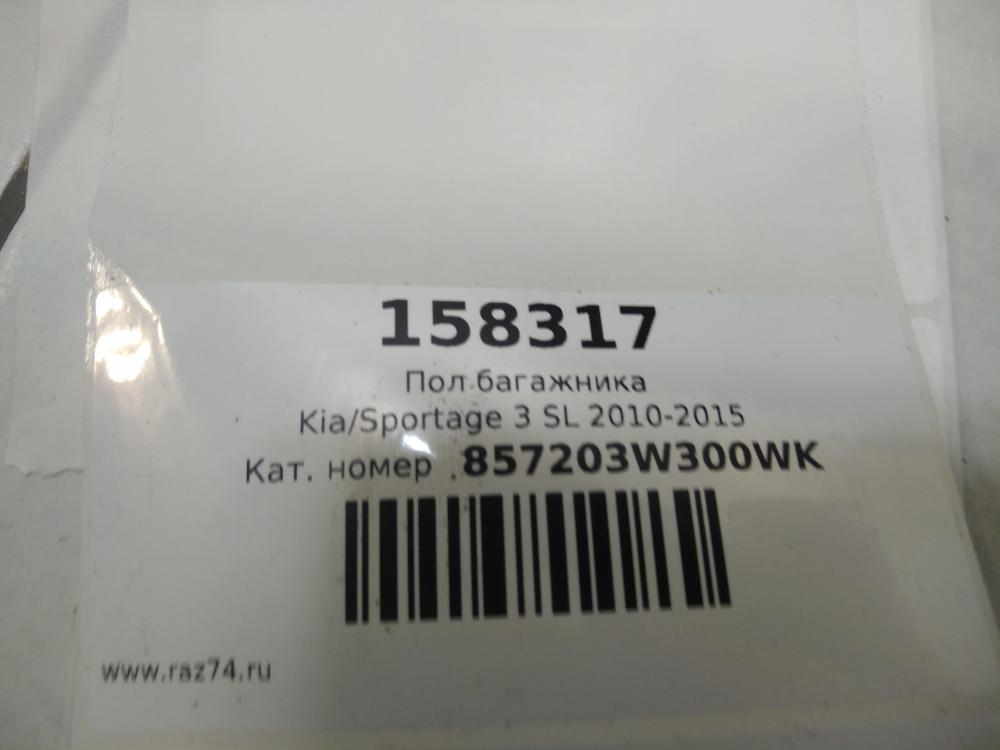 158317
Пол багажника
Kia/Sportage 3 SL 2010-2015
Кат. номер 857203W300WK
www.raz74.ru